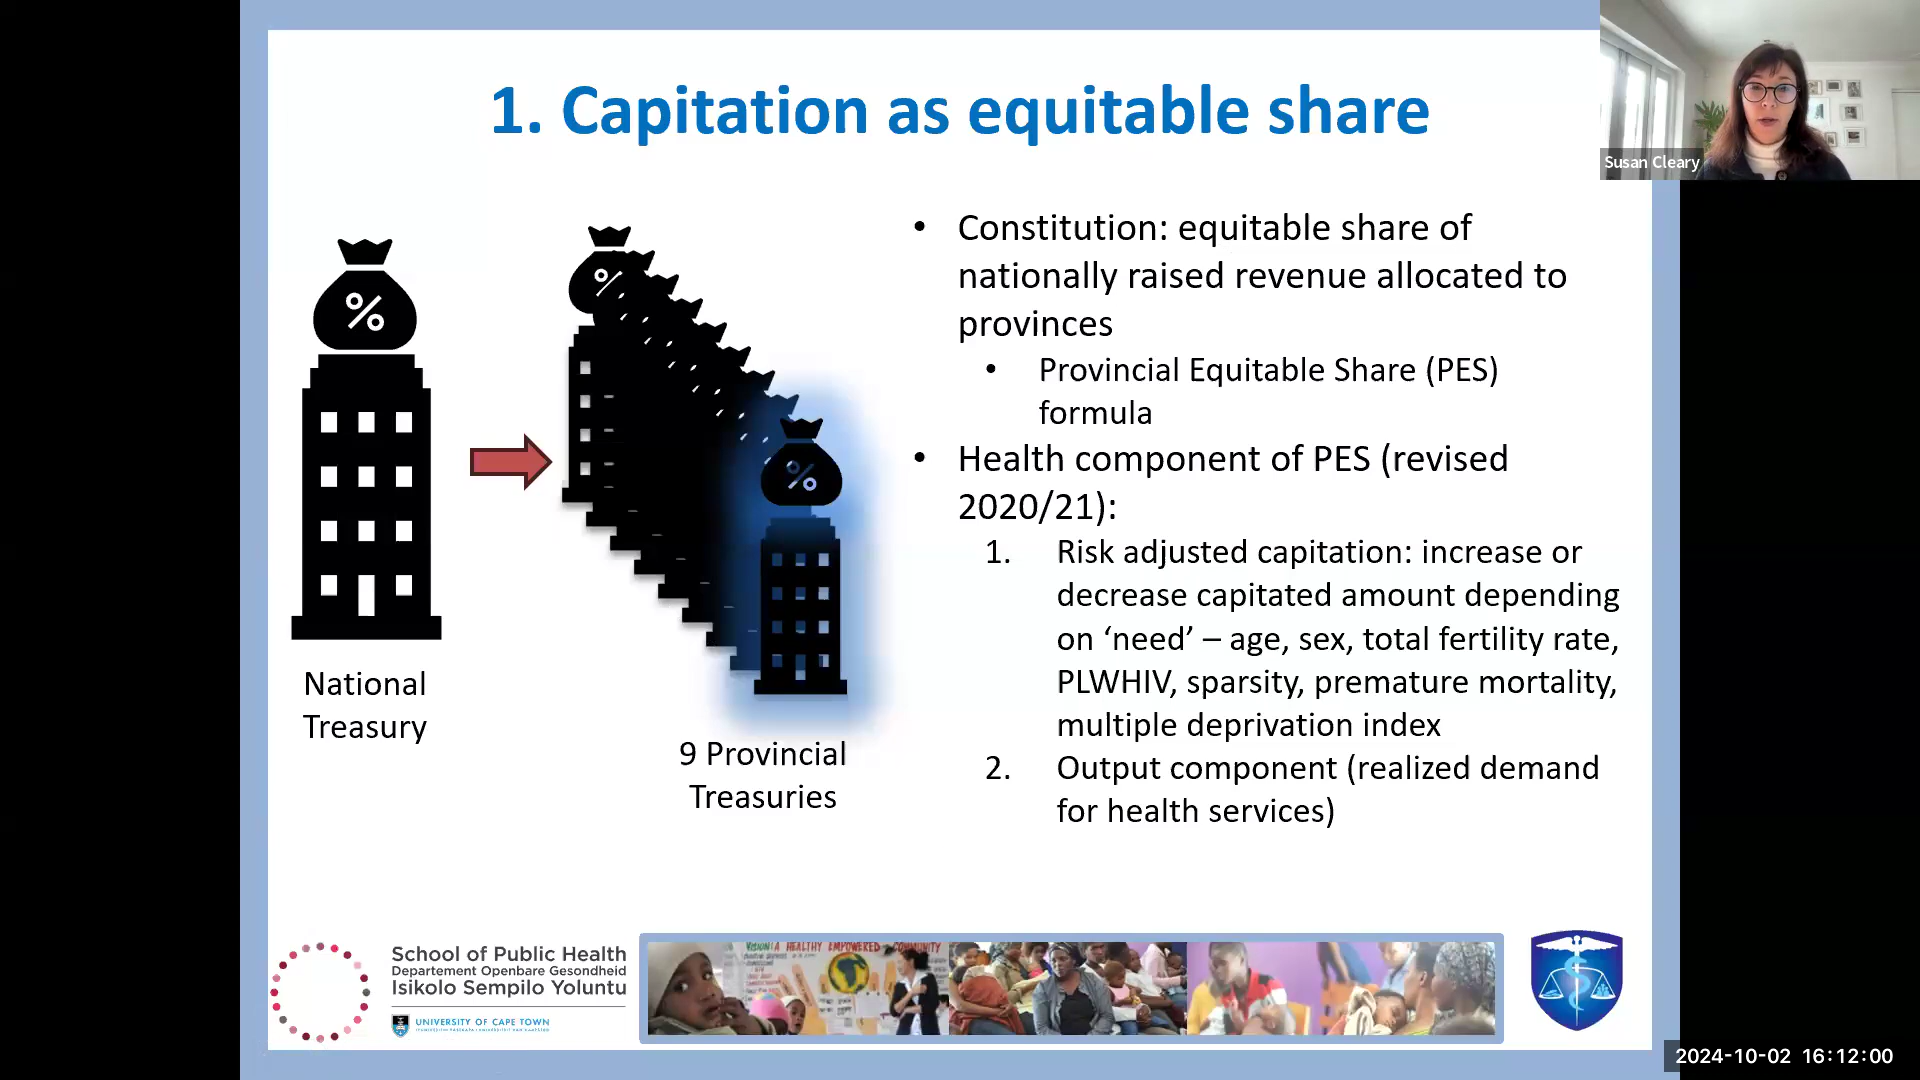 1. Capitation as equitable share
Susan Cleary
National
Treasury
9 Provincial
Treasuries
• Constitution: equitable share of
nationally raised revenue allocated to
provinces
• Provincial Equitable Share (PES)
formula
• Health component of PES (revised
2020/21):
1. Risk adjusted capitation: increase or
decrease capitated amount depending
on ‘need’ – age, sex, total fertility rate,
PLWHIV, sparsity, premature mortality,
multiple deprivation index
2. Output component (realized demand
for health services)
School of Public Health
Departement Openbare Gesondheid
Isikolo Sempilo Yoluntu
UNIVERSITY OF CAPE TOWN
A HEALTHY EMPOWERED COMMUNITY
2024-10-02 16:12:00